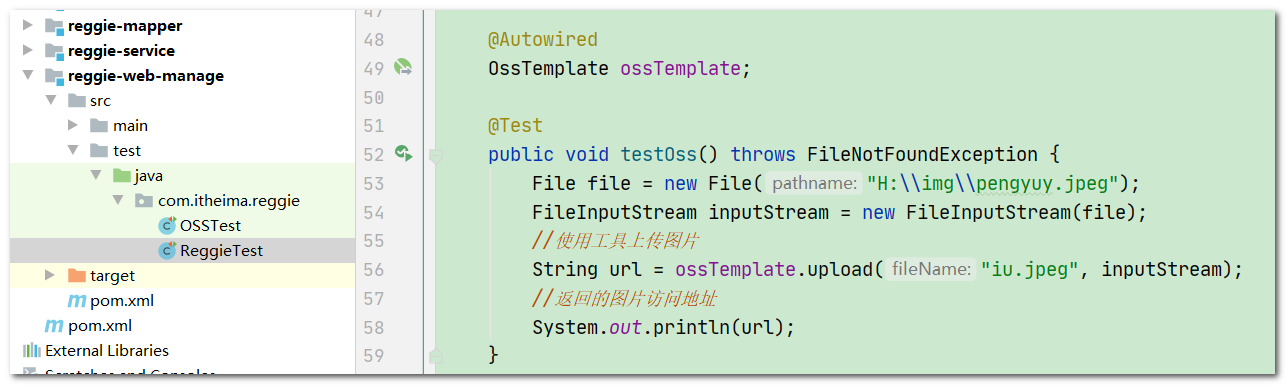 reggie-mapper
reggie-service
reggie-web-manage
src
main
test
java
com.itheima.reggie
OSSTest
ReggieTest
target
pom.xml
pom.xml
External Libraries
Scratches and Consoles
47
48 @Autowired
49 OssTemplate ossTemplate;
50
51 @Test
52 public void testOss() throws FileNotFoundException {
53 File file = new File( pathname: "H:\\img\\pengyuy.jpeg");
54 FileInputStream inputStream = new FileInputStream(file);
55 //使用工具上传图片
56 String url = ossTemplate.upload( fileName: "iu.jpeg", inputStream);
57 //返回的图片访问地址
58 System.out.println(url);
59 }